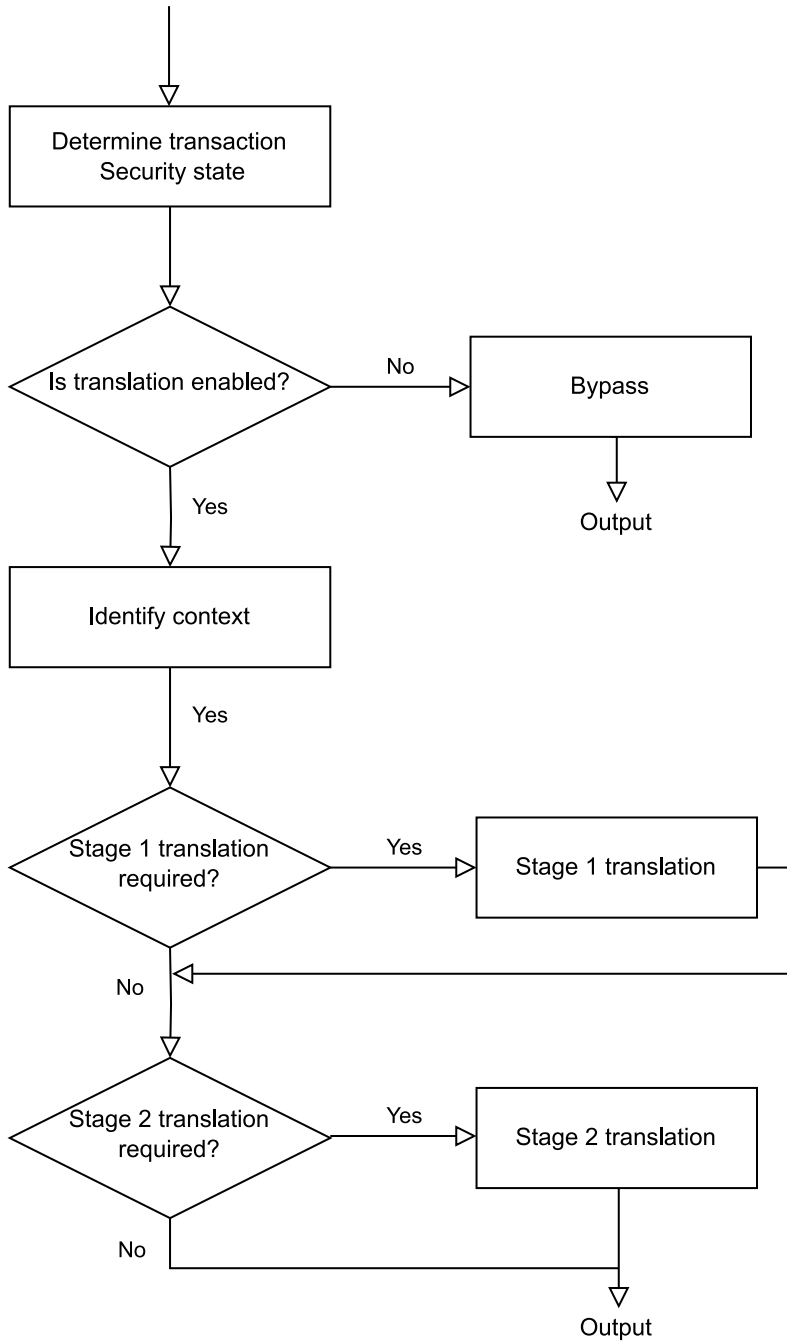 Determine transaction
Security state
Is translation enabled?
No
Bypass
Yes
Output
Identify context
Yes
Stage 1 translation
required?
Yes
Stage 1 translation
No
Stage 2 translation
required?
Yes
Stage 2 translation
No
Output